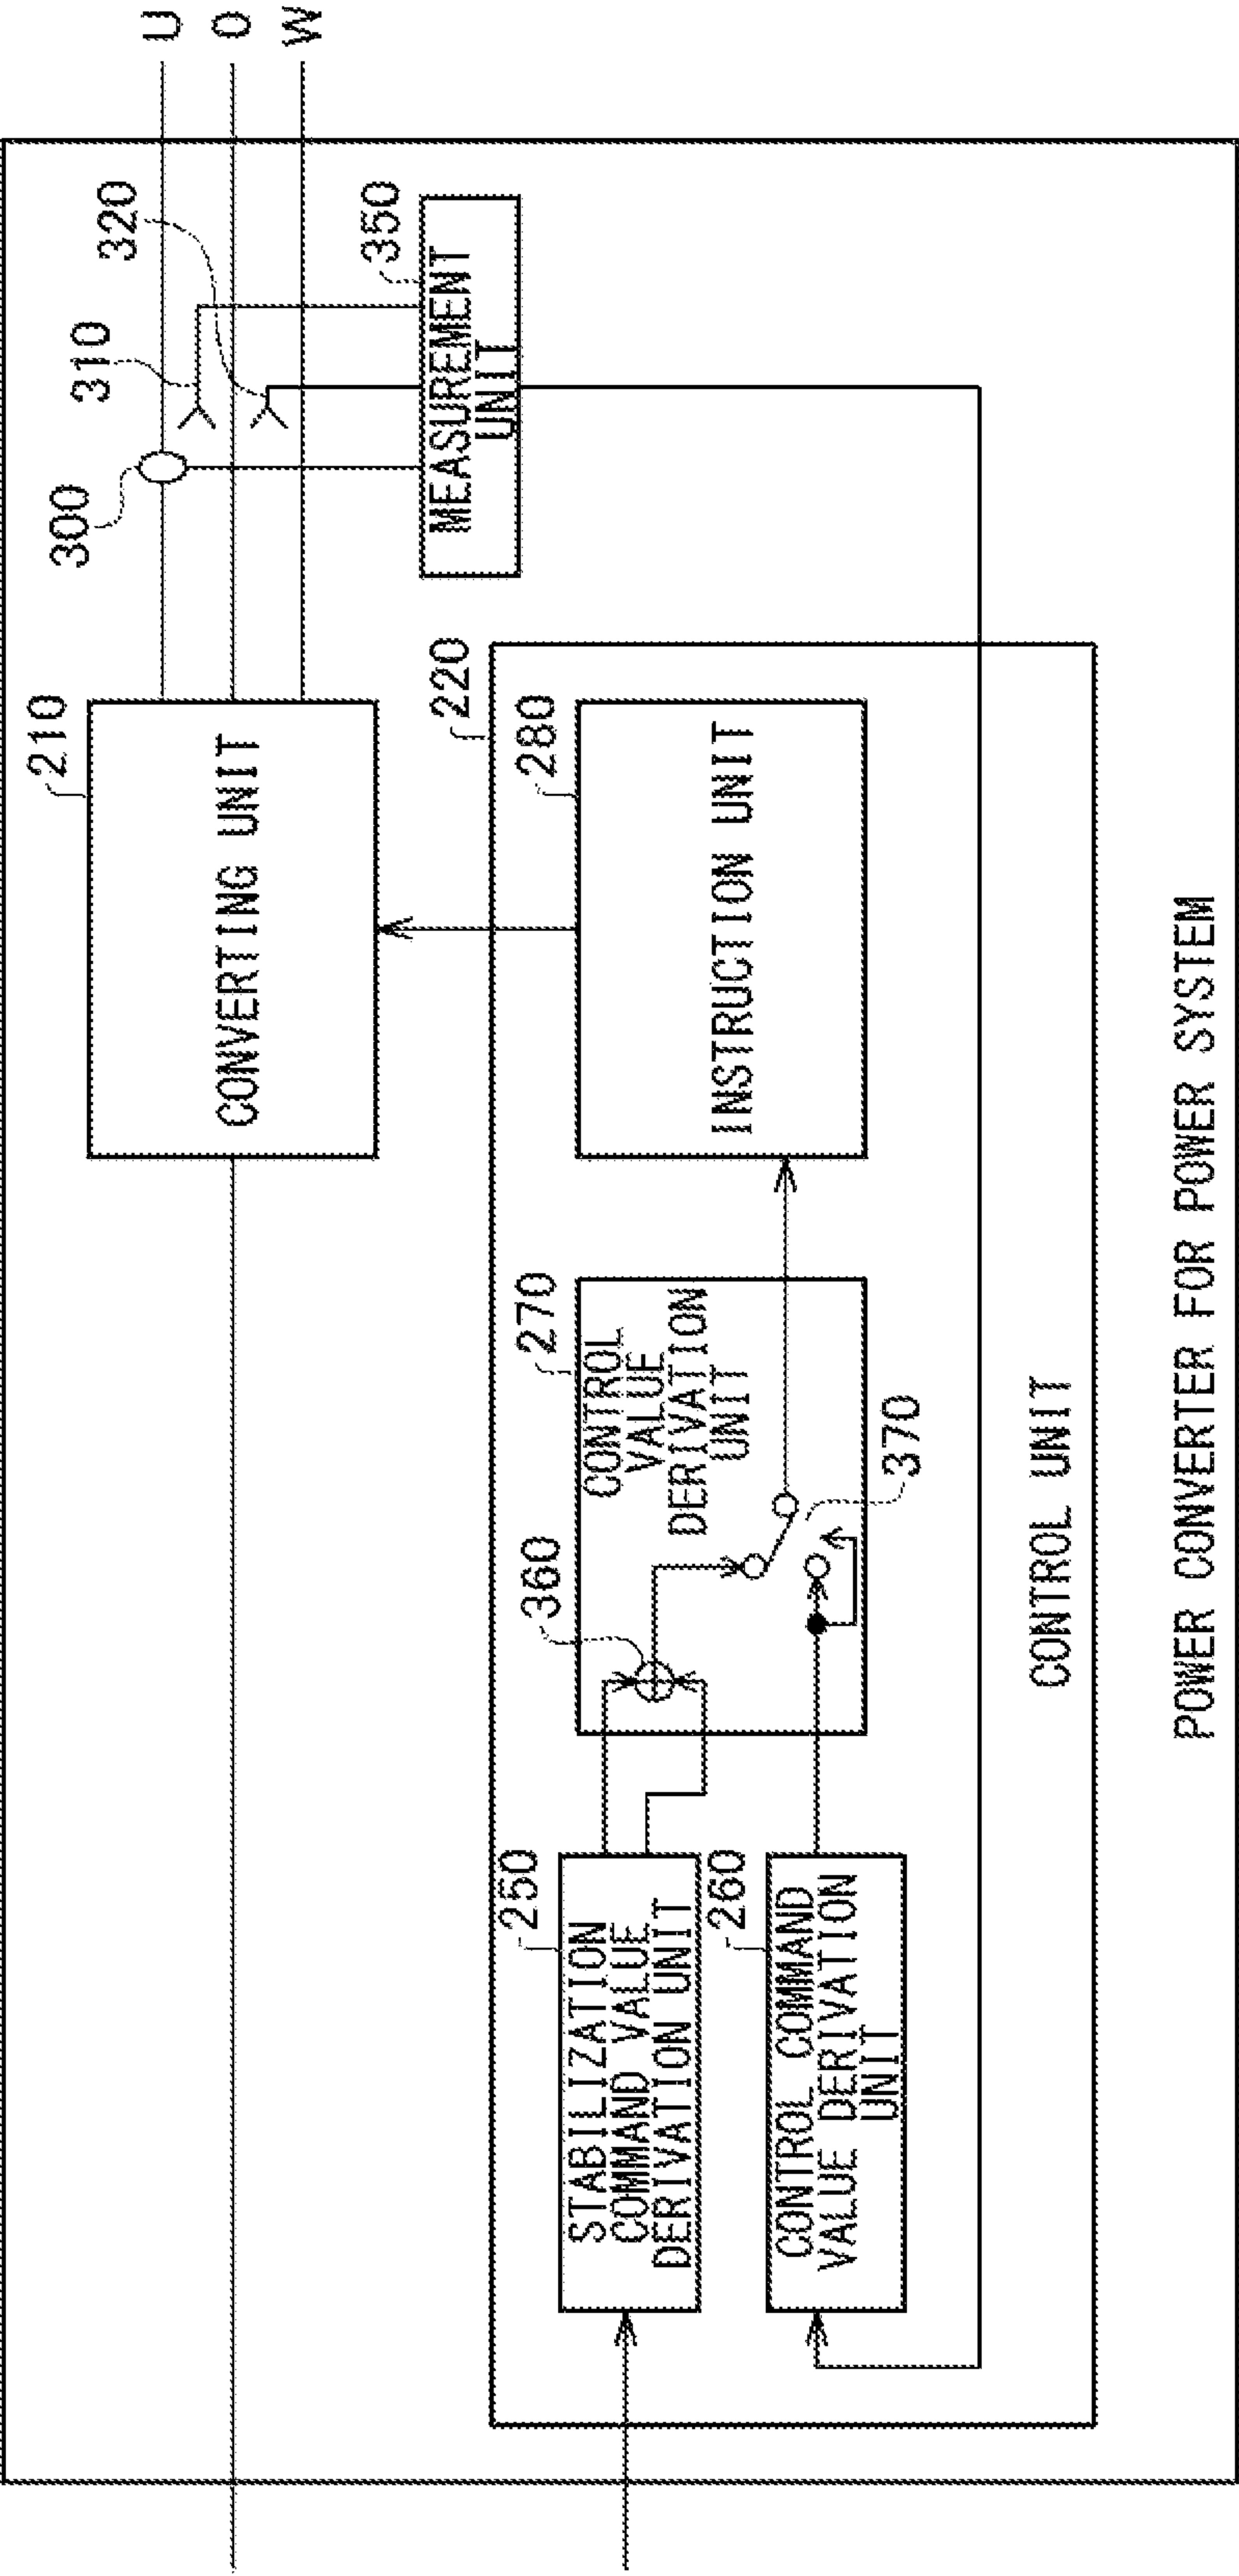 210
CONVERTING UNIT
300
310
320
U
O
W
350
MEASUREMENT
UNIT
220
250
STABILIZATION
COMMAND VALUE
DERIVATION UNIT
260
CONTROL COMMAND
VALUE DERIVATION
UNIT
360
270
CONTROL
VALUE
DERIVATION
UNIT
370
280
INSTRUCTION UNIT
CONTROL UNIT
POWER CONVERTER FOR POWER SYSTEM